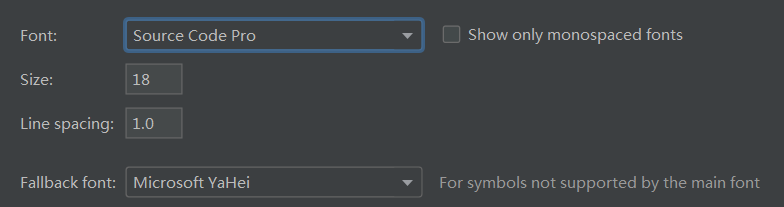 Font: Source Code Pro Show only monospaced fonts
Size: 18
Line spacing: 1.0
Fallback font: Microsoft YaHei For symbols not supported by the main font